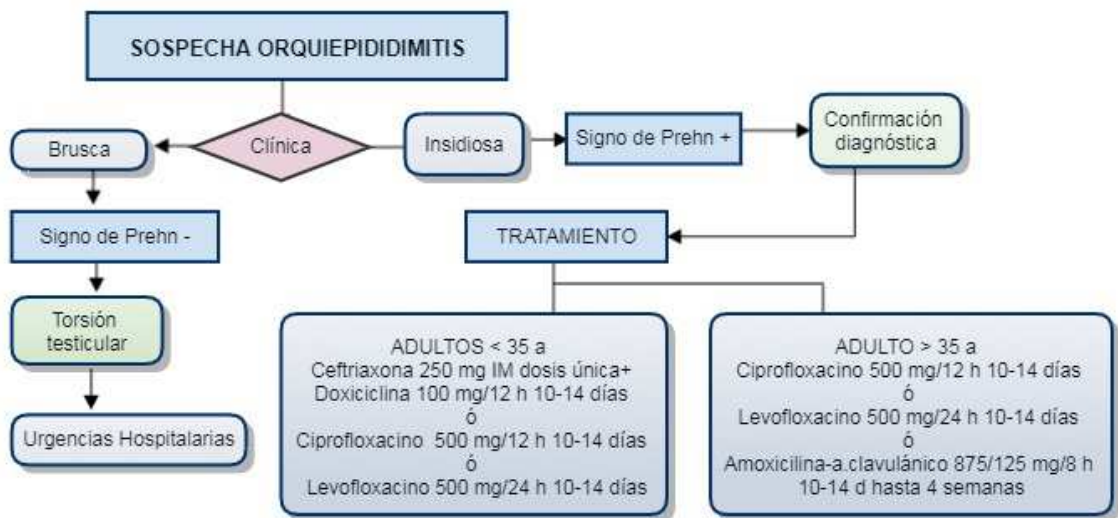 SOSPECHA ORQUIEPIDIDIMITIS
Clínica
Brusca
Signo de Prehn -
Torsión
testicular
Urgencias Hospitalarias
Insidiosa
Signo de Prehn +
Confirmación
diagnóstica
TRATAMIENTO
ADULTOS < 35 a
Ceftriaxona 250 mg IM dosis única+
Doxiciclina 100 mg/12 h 10-14 días
ó
Ciprofloxacino 500 mg/12 h 10-14 días
ó
Levofloxacino 500 mg/24 h 10-14 días
ADULTO > 35 a
Ciprofloxacino 500 mg/12 h 10-14 días
ó
Levofloxacino 500 mg/24 h 10-14 días
ó
Amoxicilina-a.clavulánico 875/125 mg/8 h
10-14 d hasta 4 semanas